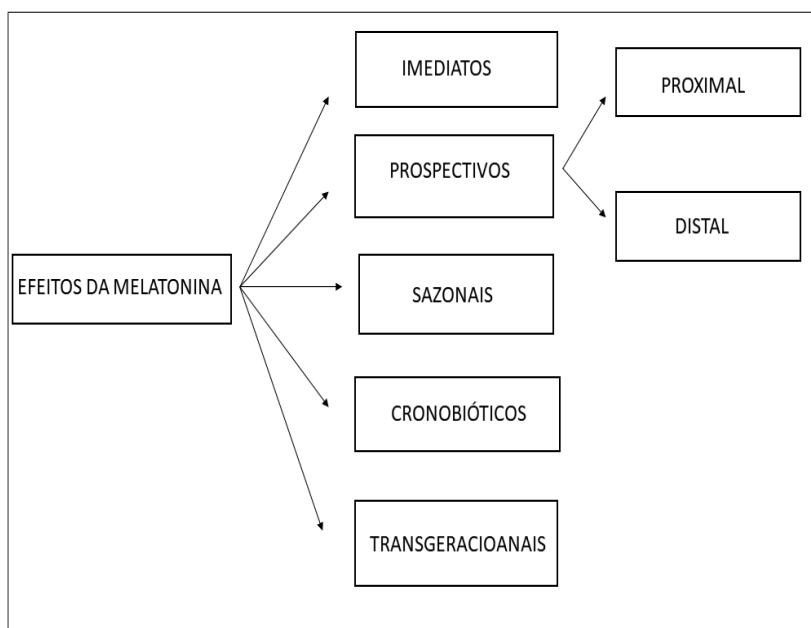 IMEDIATOS
PROXIMAL
PROSPECTIVOS
DISTAL
EFEITOS DA MELATONINA
SAZONAIS
CRONOBIÓTICOS
TRANSGERACIOANAIS